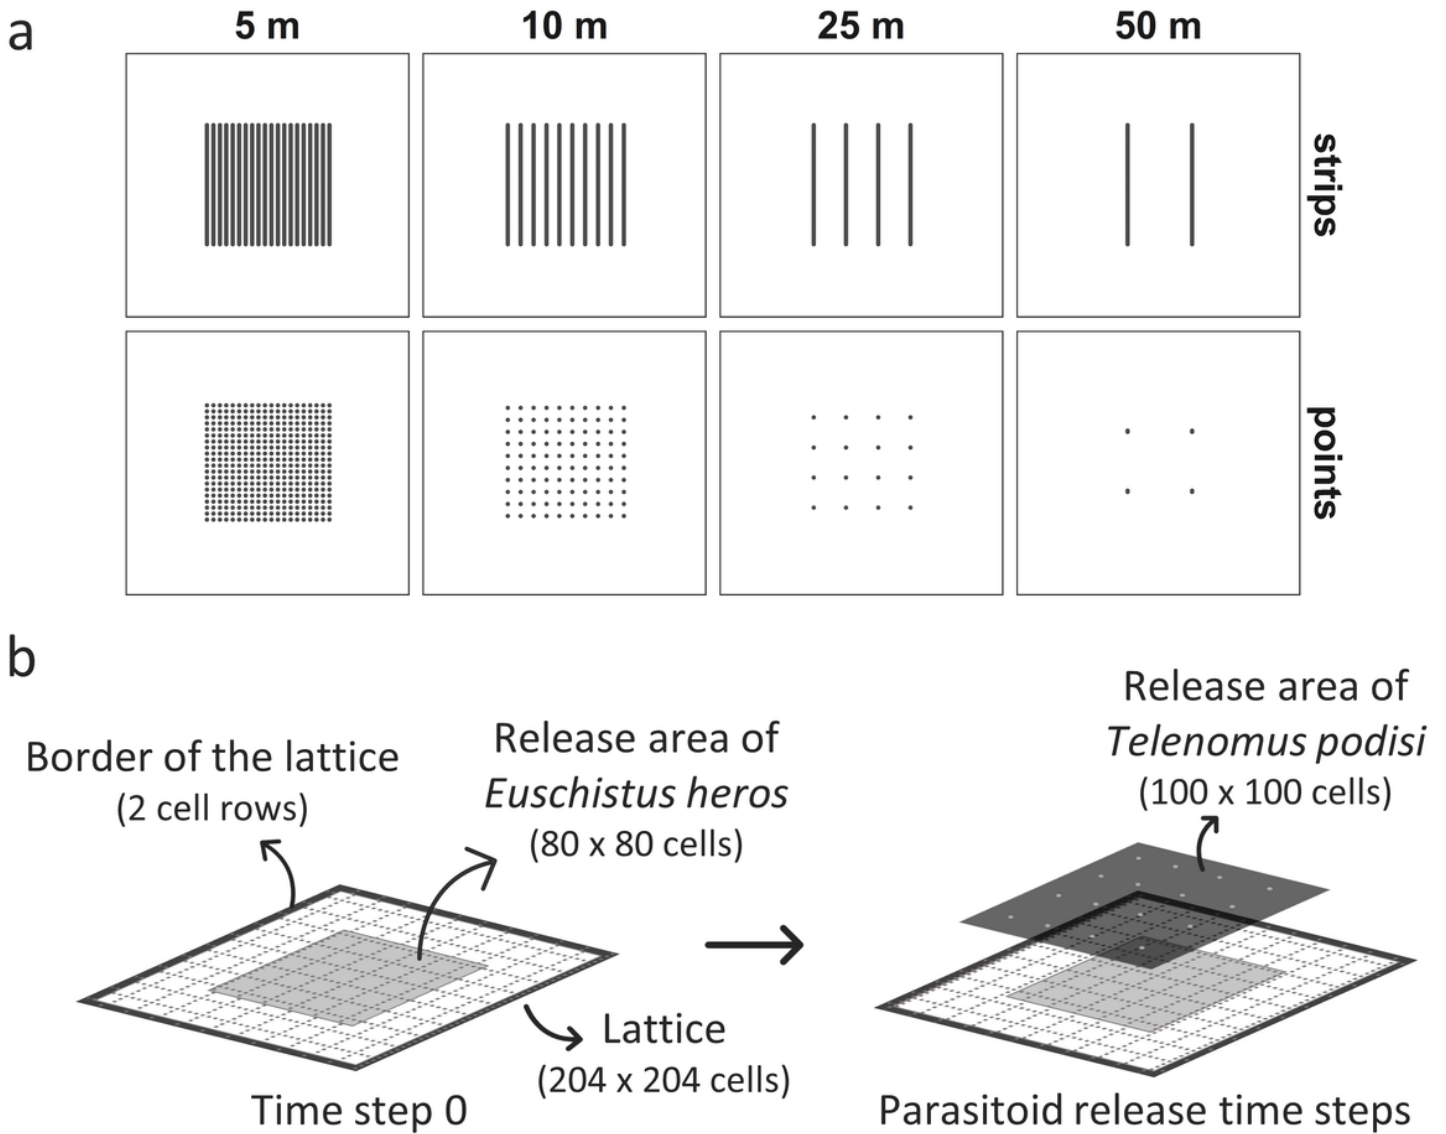 a
5 m
10 m
25 m
50 m
strips
points
b
Border of the lattice
(2 cell rows)
Release area of
Euschistus heros
(80 x 80 cells)
Lattice
(204 x 204 cells)
Time step 0
Release area of
Telenomus podisi
(100 x 100 cells)
Parasitoid release time steps